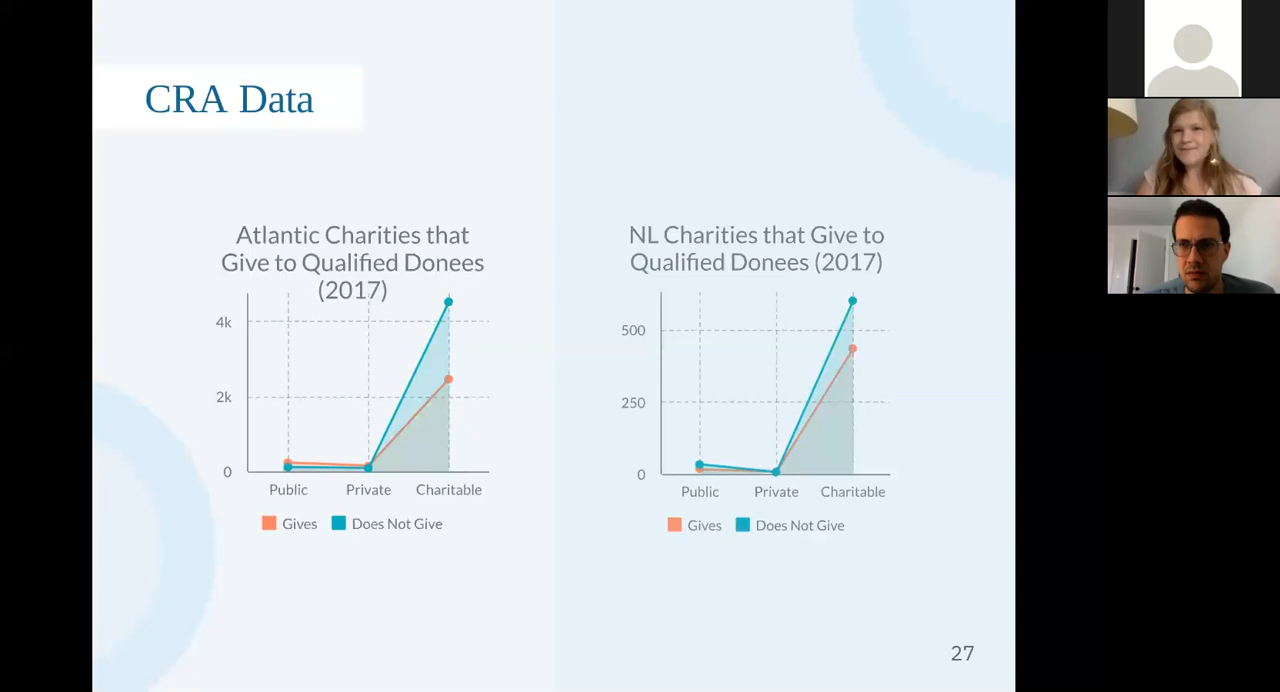 CRA Data
Atlantic Charities that
Give to Qualified Donees
(2017)
4k
2k
0
Public Private Charitable
Gives Does Not Give
NL Charities that Give to
Qualified Donees (2017)
500
250
0
Public Private Charitable
Gives Does Not Give
27